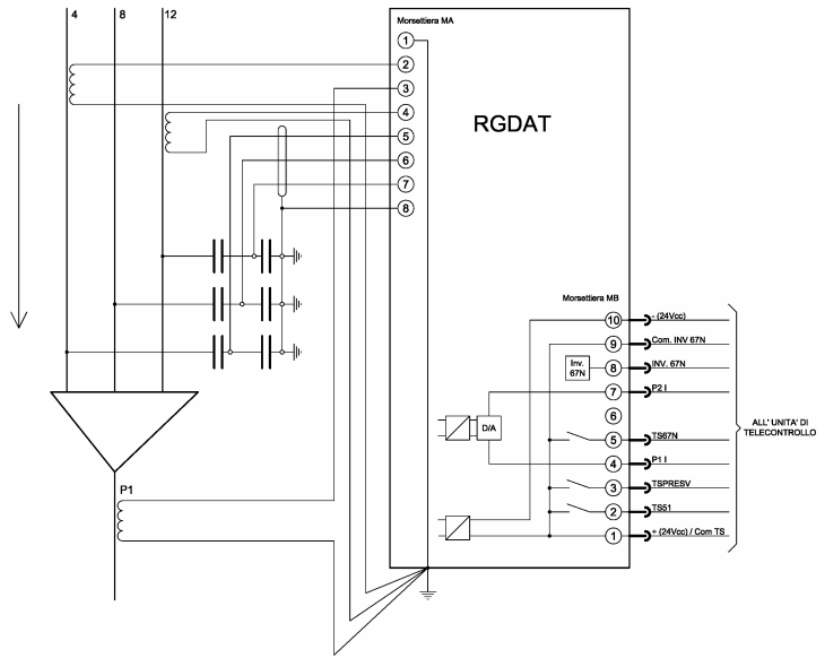 4 8 12
Morsettiera MA
1
2
3
4
5
6
7
8
RGDAT
Morsettiera MB
10 - (24Vcc)
9 Com. INV 67N
Inv. 67N 8 INV. 67N
7 P2 I
6
D/A
5 TS67N
4 P1 I
3 TSPRESV
2 TS51
1 + (24Vcc) / Com TS
ALL' UNITA' DI
TELECONTROLLO
P1